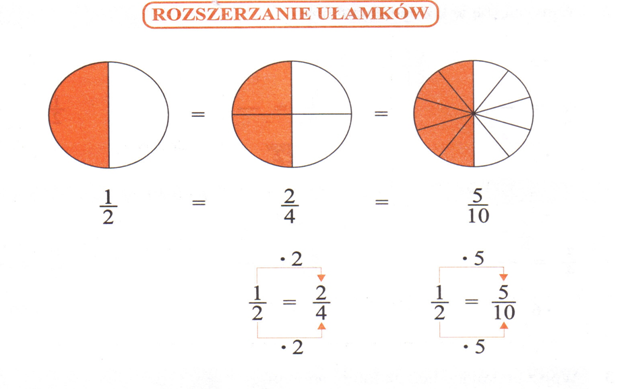 ROZSZERZANIE UŁAMKÓW
= =
1/2 = 2/4 = 5/10
· 2 · 5
1/2 = 2/4 1/2 = 5/10
· 2 · 5